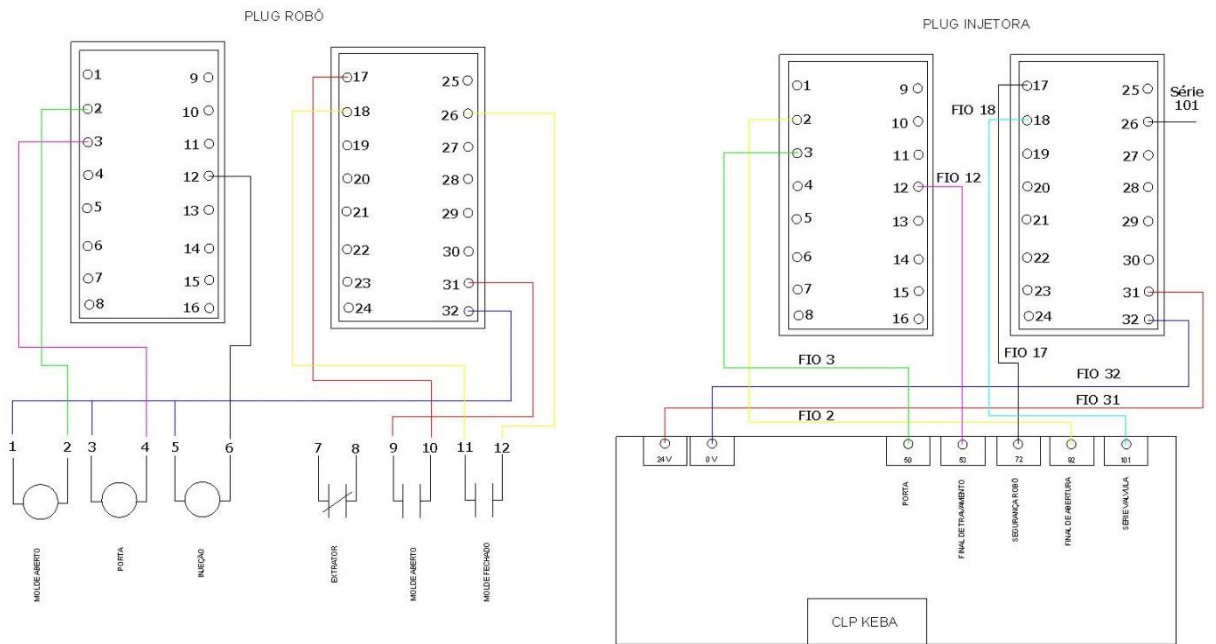 PLUG ROBÔ
1
2
3
4
5
6
7
8
9
10
11
12
13
14
15
16
17
18
19
20
21
22
23
24
25
26
27
28
29
30
31
32
1 2 3 4 5 6 7 8 9 10 11 12
MOLDE ABERTO
PORTA
INJEÇÃO
EXTRATOR
MOLDE ABERTO
MOLDE FECHADO
PLUG INJETORA
1
2
3
4
5
6
7
8
9
10
11
12
13
14
15
16
17
18
19
20
21
22
23
24
25
26
27
28
29
30
31
32
Série
101
FIO 18
FIO 12
FIO 3
FIO 17
FIO 32
FIO 31
FIO 2
24 V
0 V
50
53
72
92
101
PORTA
FINAL DE TRAVAMENTO
SEGURANÇA ROBÔ
FINAL DE ABERTURA
SERIE VALVULA
CLP KEBA